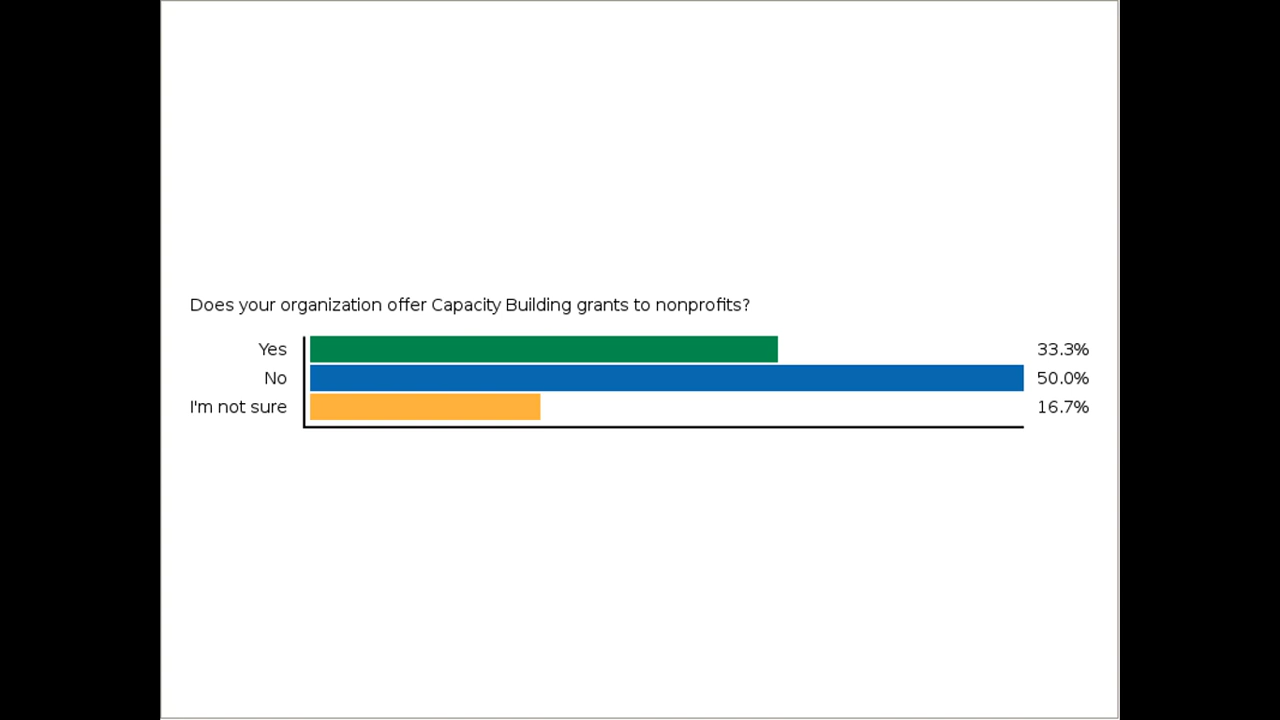 Does your organization offer Capacity Building grants to nonprofits?
Yes 33.3%
No 50.0%
I'm not sure 16.7%